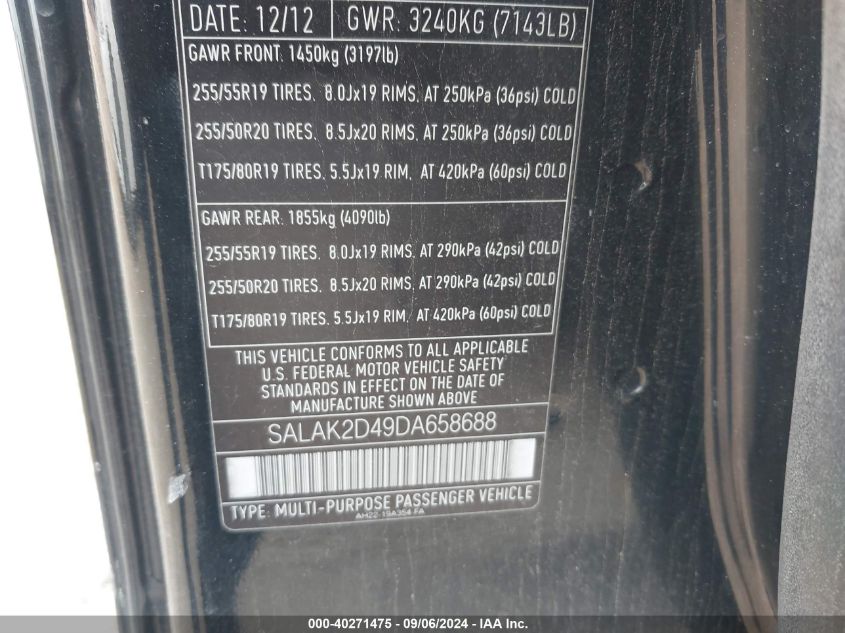 DATE: 12/12 GWR: 3240KG (7143LB)
GAWR FRONT: 1450kg (3197lb)
255/55R19 TIRES. 8.0Jx19 RIMS. AT 250kPa (36psi) COLD
255/50R20 TIRES. 8.5Jx20 RIMS. AT 250kPa (36psi) COLD
T175/80R19 TIRES. 5.5Jx19 RIM. AT 420kPa (60psi) COLD
GAWR REAR: 1855kg (4090lb)
255/55R19 TIRES. 8.0Jx19 RIMS. AT 290kPa (42psi) COLD
255/50R20 TIRES. 8.5Jx20 RIMS. AT 290kPa (42psi) COLD
T175/80R19 TIRES. 5.5Jx19 RIM. AT 420kPa (60psi) COLD
THIS VEHICLE CONFORMS TO ALL APPLICABLE
U.S. FEDERAL MOTOR VEHICLE SAFETY
STANDARDS IN EFFECT ON THE DATE OF
MANUFACTURE SHOWN ABOVE
SALAK2D49DA658688
TYPE: MULTI-PURPOSE PASSENGER VEHICLE
AH22-19A354-FA
000-40271475 - 09/06/2024 - IAA Inc.